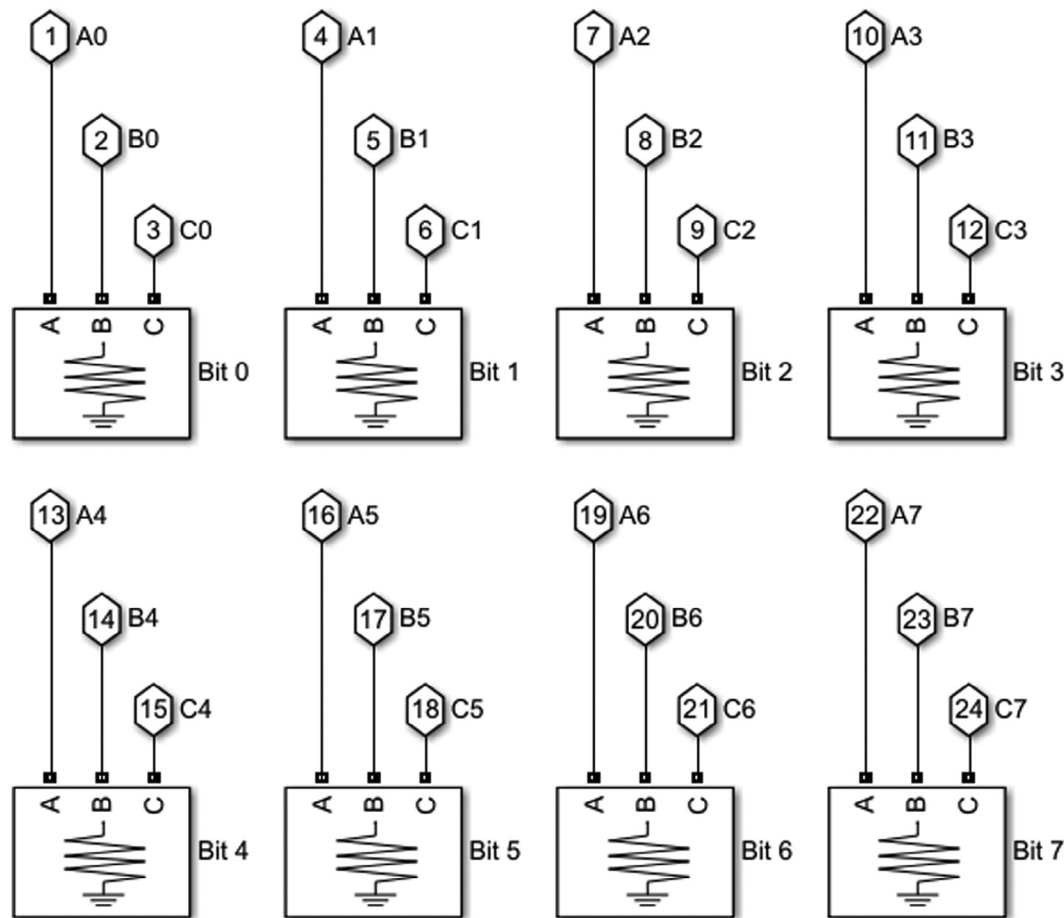 1 A0 4 A1 7 A2 10 A3
2 B0 5 B1 8 B2 11 B3
3 C0 6 C1 9 C2 12 C3
A B C A B C A B C A B C
Bit 0 Bit 1 Bit 2 Bit 3
13 A4 16 A5 19 A6 22 A7
14 B4 17 B5 20 B6 23 B7
15 C4 18 C5 21 C6 24 C7
A B C A B C A B C A B C
Bit 4 Bit 5 Bit 6 Bit 7